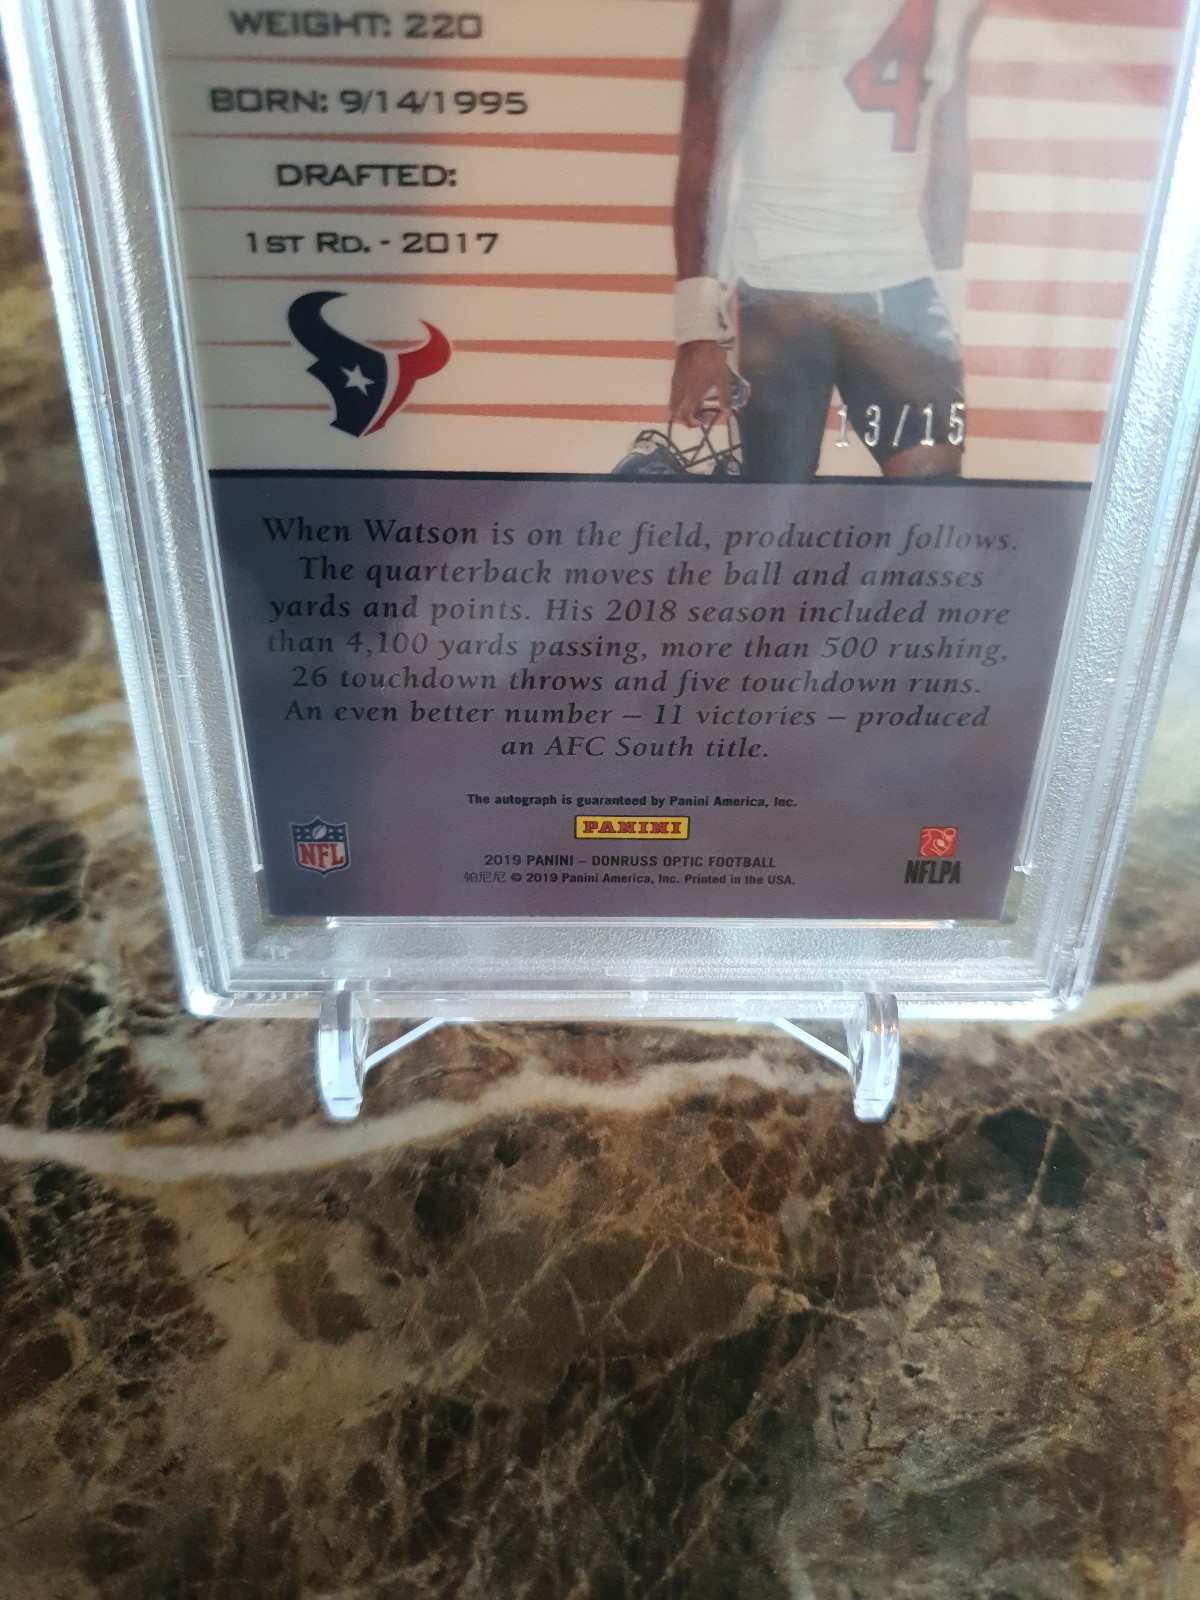 WEIGHT: 220
4
BORN: 9/14/1995
DRAFTED:
1ST RD. - 2017
13/15
When Watson is on the field, production follows.
The quarterback moves the ball and amasses
yards and points. His 2018 season included more
than 4,100 yards passing, more than 500 rushing,
26 touchdown throws and five touchdown runs.
An even better number – 11 victories – produced
an AFC South title.
The autograph is guaranteed by Panini America, Inc.
PANINI
NFL
NFLPA
2019 PANINI – DONRUSS OPTIC FOOTBALL
帕尼尼 © 2019 Panini America, Inc. Printed in the USA.